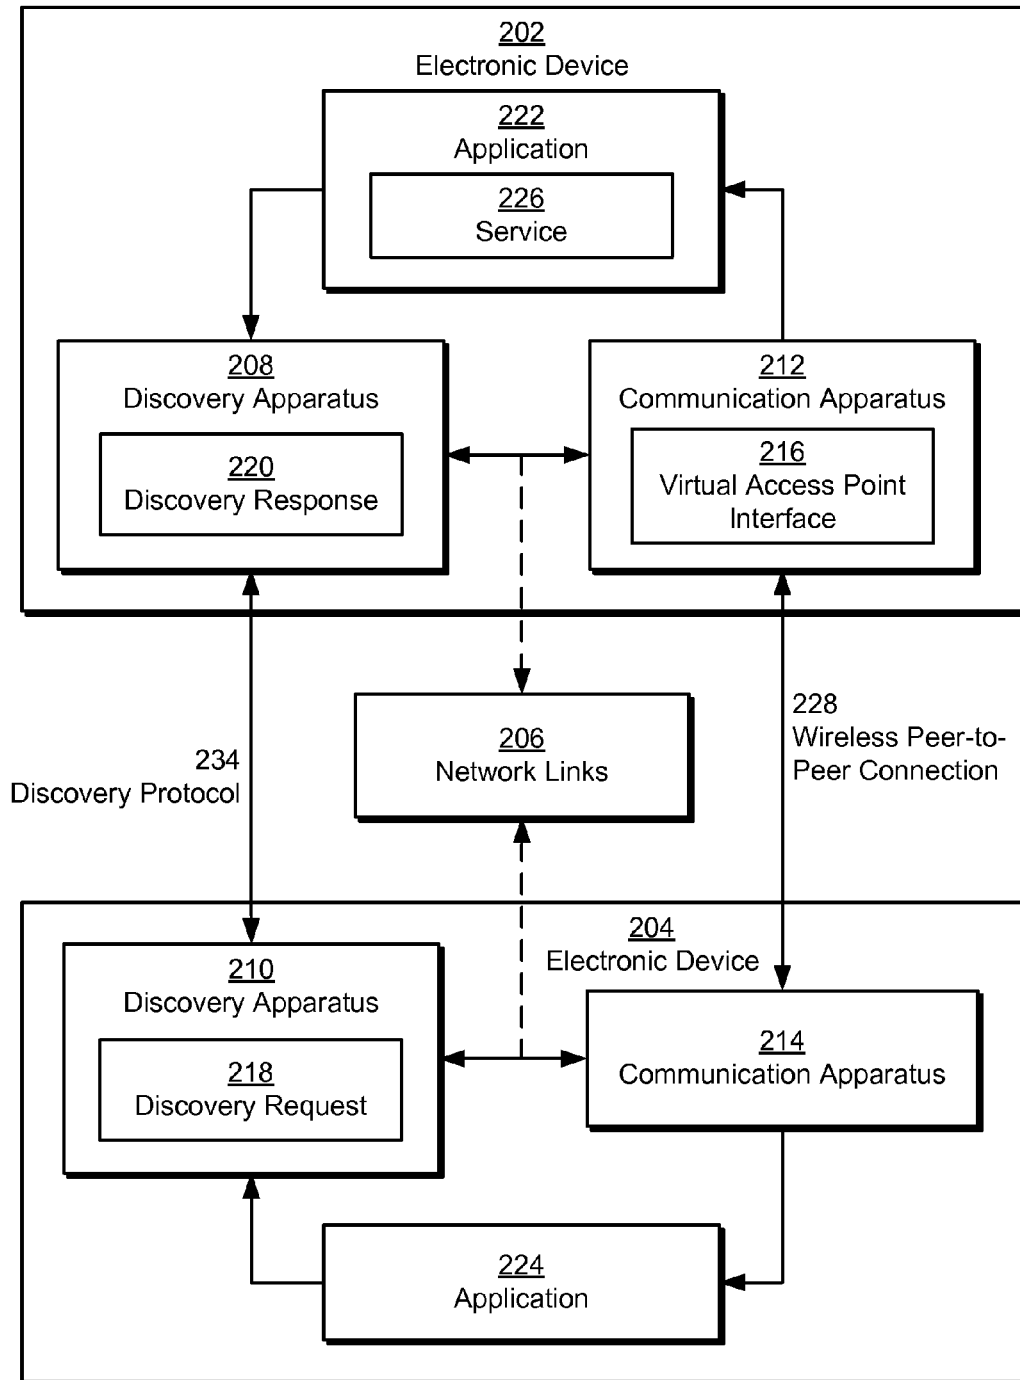 202
Electronic Device
222
Application
226
Service
208
Discovery Apparatus
220
Discovery Response
212
Communication Apparatus
216
Virtual Access Point
Interface
234
Discovery Protocol
206
Network Links
228
Wireless Peer-to-
Peer Connection
204
Electronic Device
210
Discovery Apparatus
218
Discovery Request
214
Communication Apparatus
224
Application